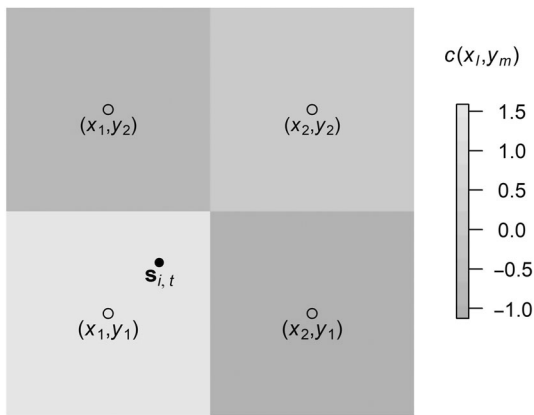 c(x_l,y_m)
(x_1,y_2)
(x_2,y_2)
s_{i, t}
(x_1,y_1)
(x_2,y_1)
1.5
1.0
0.5
0.0
−0.5
−1.0